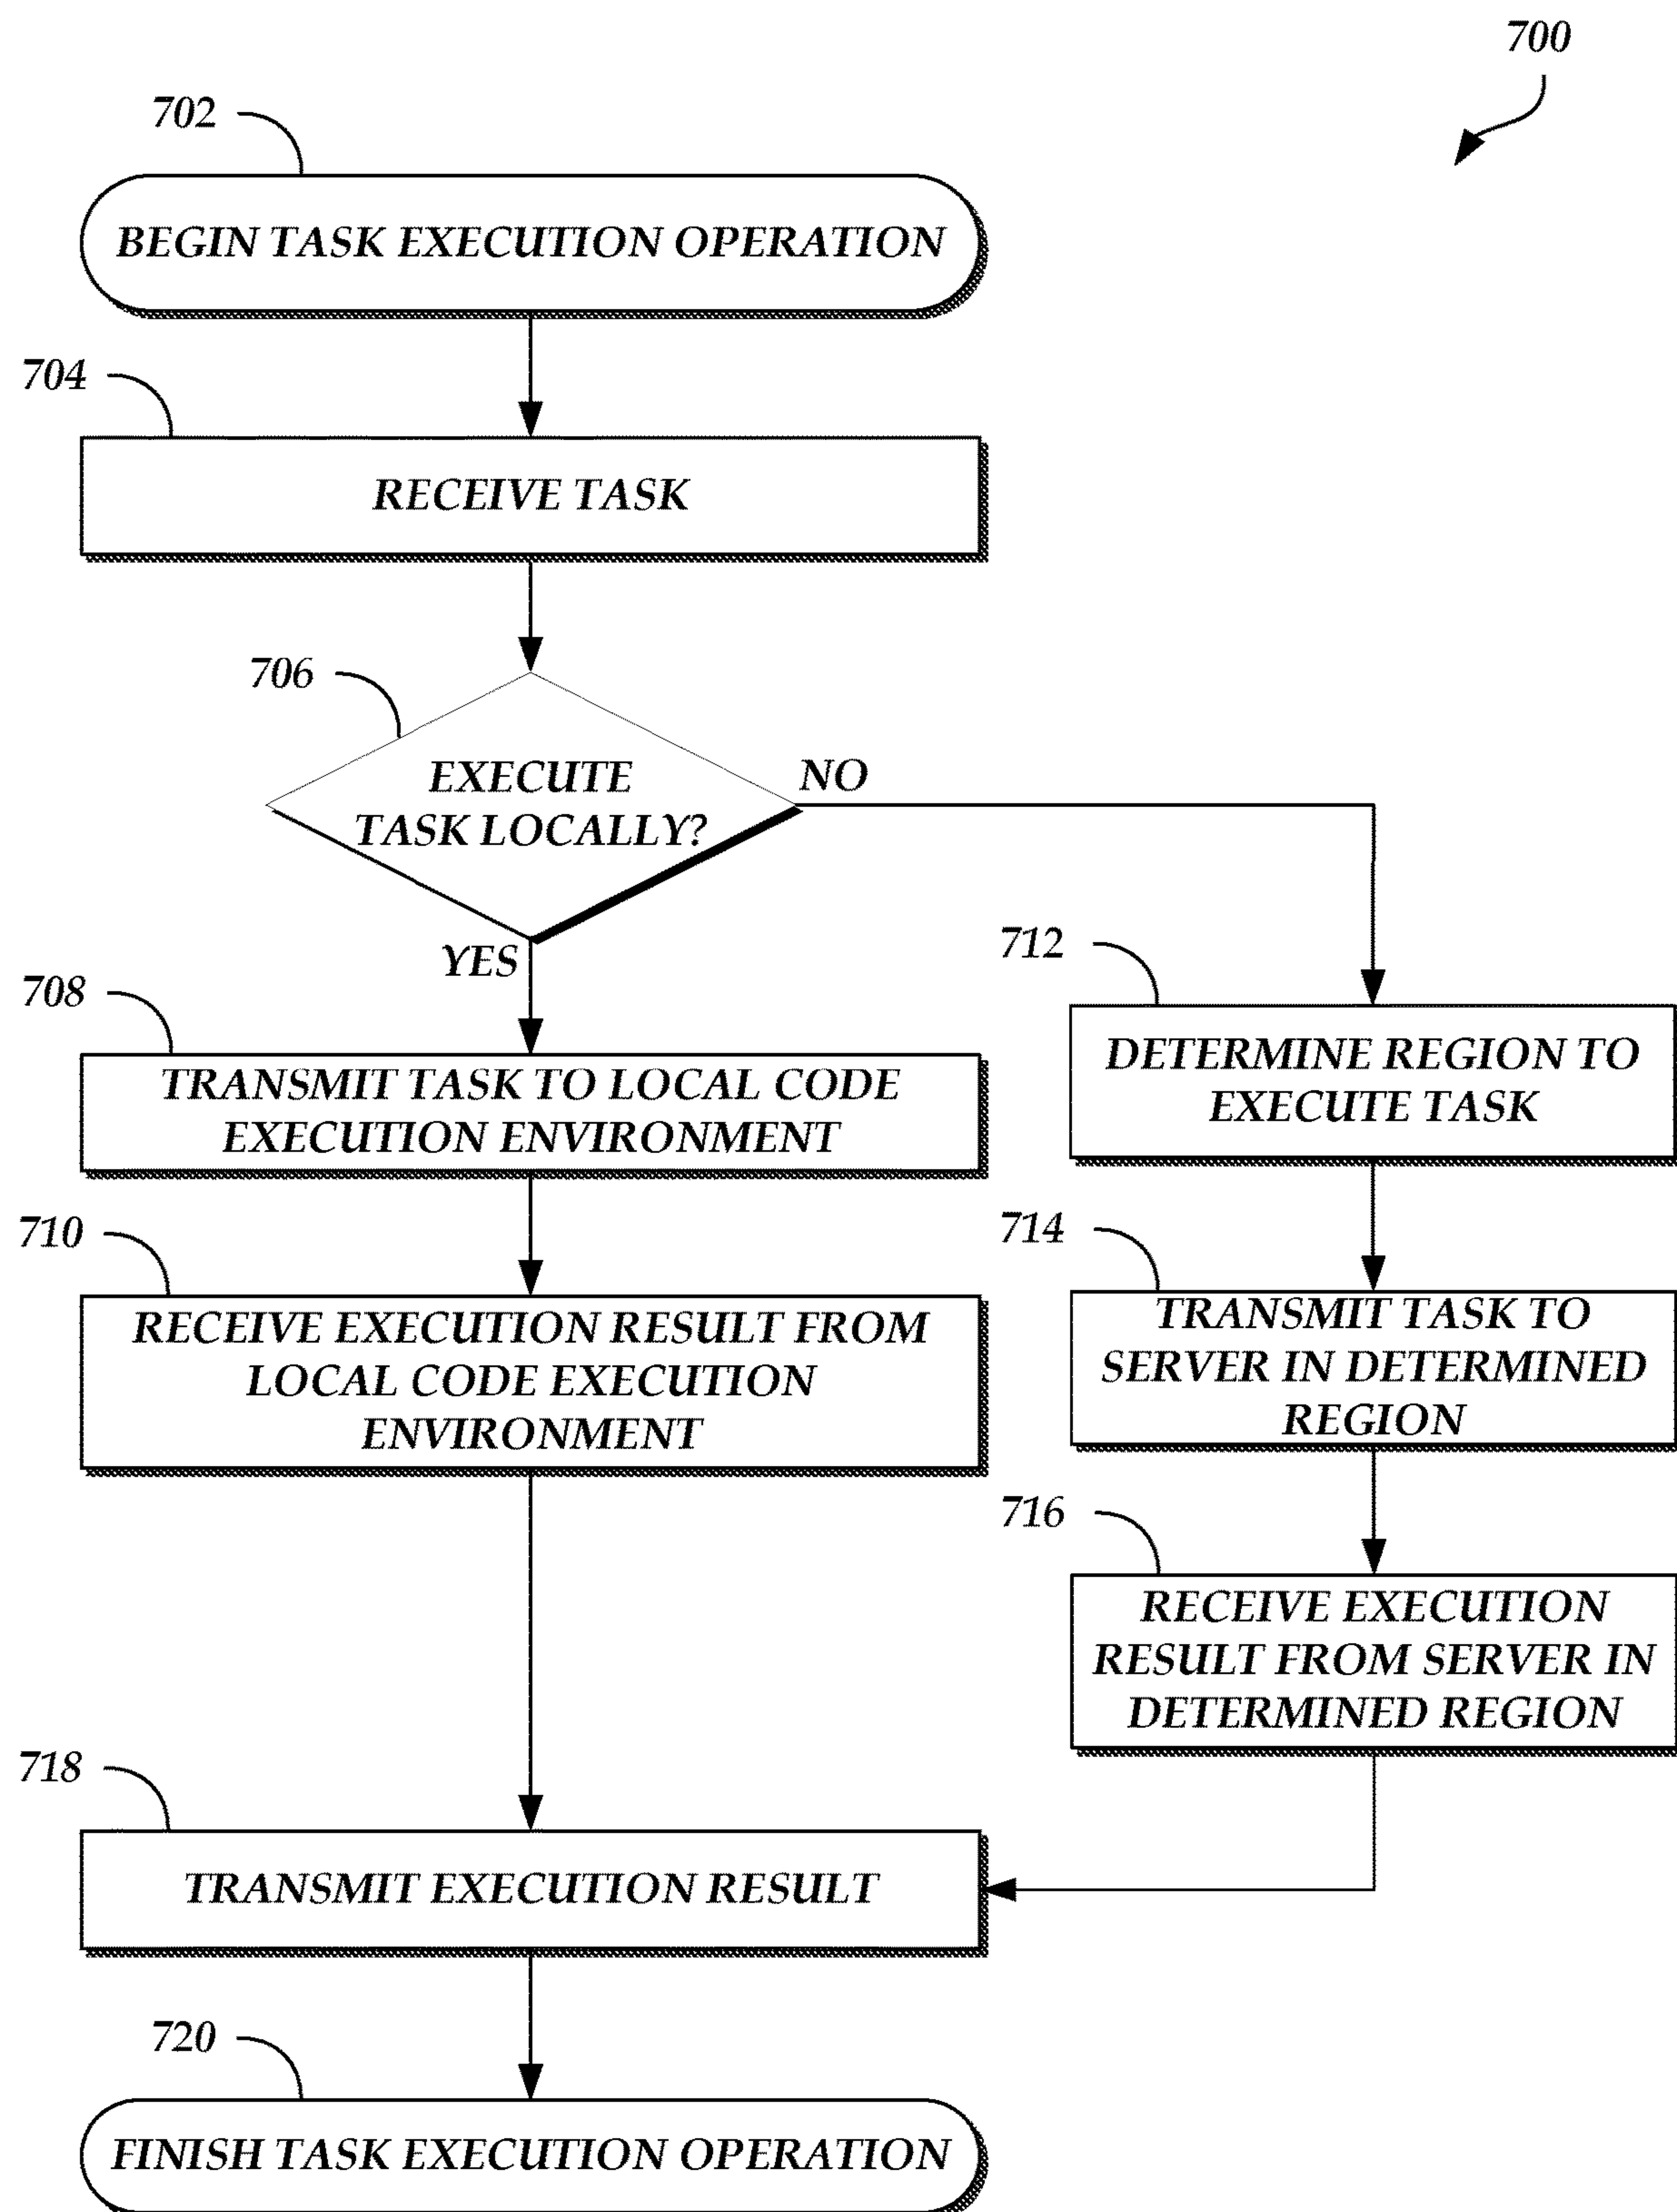 700
702
BEGIN TASK EXECUTION OPERATION
704
RECEIVE TASK
706
EXECUTE
TASK LOCALLY?
NO
YES
708
TRANSMIT TASK TO LOCAL CODE
EXECUTION ENVIRONMENT
710
RECEIVE EXECUTION RESULT FROM
LOCAL CODE EXECUTION
ENVIRONMENT
712
DETERMINE REGION TO
EXECUTE TASK
714
TRANSMIT TASK TO
SERVER IN DETERMINED
REGION
716
RECEIVE EXECUTION
RESULT FROM SERVER IN
DETERMINED REGION
718
TRANSMIT EXECUTION RESULT
720
FINISH TASK EXECUTION OPERATION